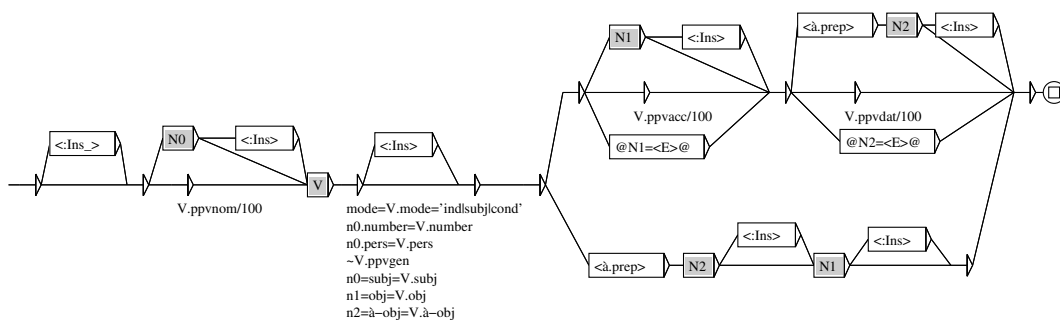 <:Ins_>
N0
<:Ins>
V.ppvnom/100
V
<:Ins>
mode=V.mode='ind|subj|cond'
n0.number=V.number
n0.pers=V.pers
~V.ppvgen
n0=subj=V.subj
n1=obj=V.obj
n2=à−obj=V.à−obj
N1
<:Ins>
V.ppvacc/100
@N1=<E>@
<à.prep>
N2
<:Ins>
V.ppvdat/100
@N2=<E>@
<à.prep>
N2
<:Ins>
N1
<:Ins>